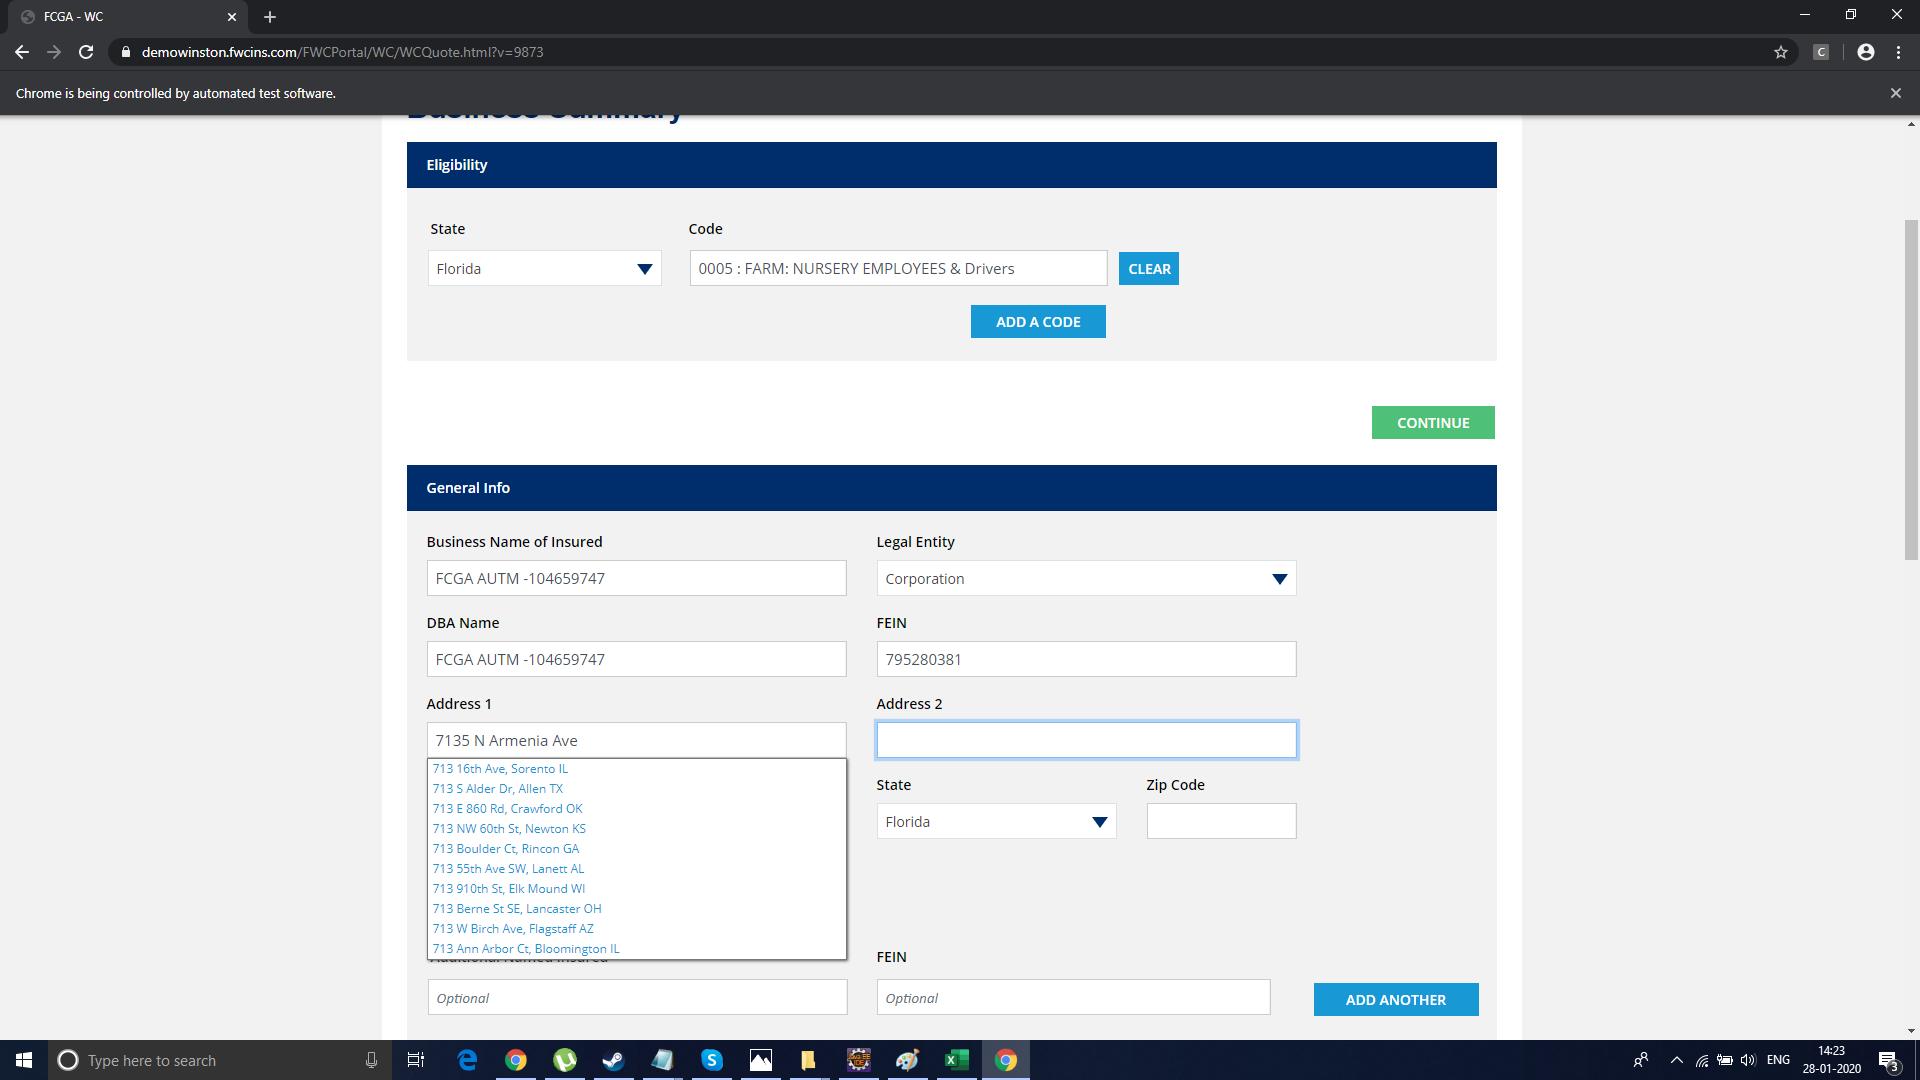 FCGA - WC
demowinston.fwcins.com/FWCPortal/WC/WCQuote.html?v=9873
C
Chrome is being controlled by automated test software.
Business Summary
Eligibility
State
Code
Florida
0005 : FARM: NURSERY EMPLOYEES & Drivers
CLEAR
ADD A CODE
CONTINUE
General Info
Business Name of Insured
Legal Entity
FCGA AUTM -104659747
Corporation
DBA Name
FEIN
FCGA AUTM -104659747
795280381
Address 1
Address 2
7135 N Armenia Ave
713 16th Ave, Sorento IL
713 S Alder Dr, Allen TX
713 E 860 Rd, Crawford OK
713 NW 60th St, Newton KS
713 Boulder Ct, Rincon GA
713 55th Ave SW, Lanett AL
713 910th St, Elk Mound WI
713 Berne St SE, Lancaster OH
713 W Birch Ave, Flagstaff AZ
713 Ann Arbor Ct, Bloomington IL
State
Zip Code
Florida
Additional Named Insured
FEIN
Optional
Optional
ADD ANOTHER
Type here to search
ENG
14:23
28-01-2020
3